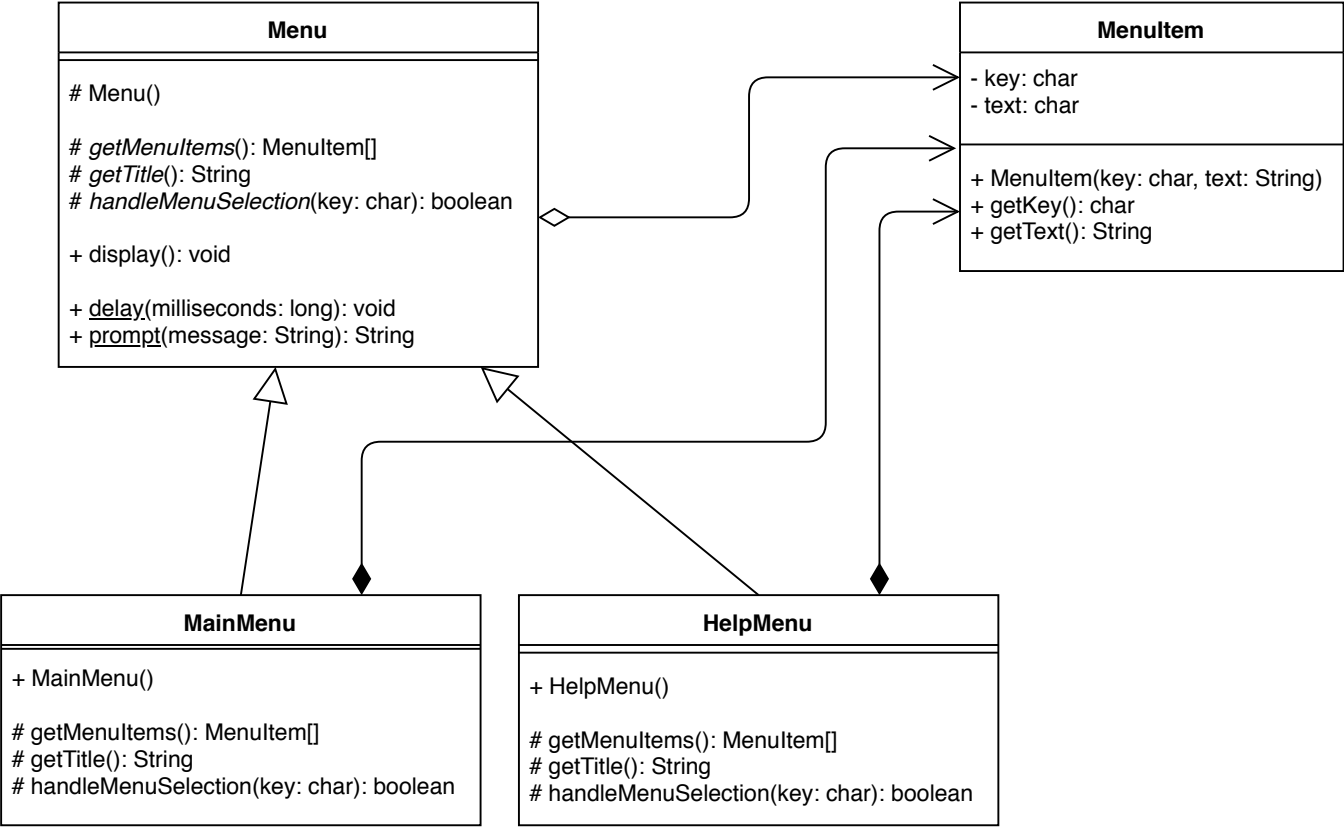 Menu
# Menu()
# getMenuItems(): MenuItem[]
# getTitle(): String
# handleMenuSelection(key: char): boolean
+ display(): void
+ delay(milliseconds: long): void
+ prompt(message: String): String
MenuItem
- key: char
- text: char
+ MenuItem(key: char, text: String)
+ getKey(): char
+ getText(): String
MainMenu
+ MainMenu()
# getMenuItems(): MenuItem[]
# getTitle(): String
# handleMenuSelection(key: char): boolean
HelpMenu
+ HelpMenu()
# getMenuItems(): MenuItem[]
# getTitle(): String
# handleMenuSelection(key: char): boolean